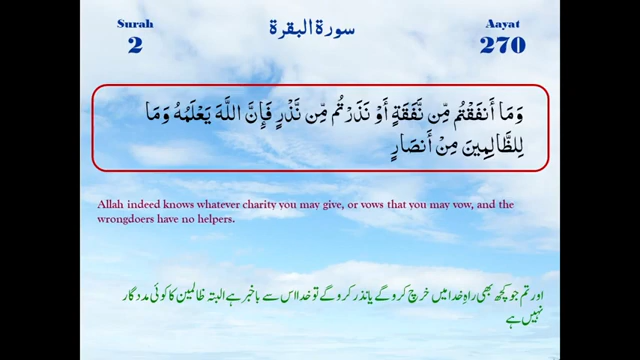 Surah
2
سورة البقرة
Aayat
270
وَمَا أَنفَقْتُم مِّن نَّفَقَةٍ أَوْ نَذَرْتُم مِّن نَّذْرٍ فَإِنَّ اللَّهَ يَعْلَمُهُ وَمَا
لِلظَّالِمِينَ مِنْ أَنصَارٍ
Allah indeed knows whatever charity you may give, or vows that you may vow, and the
wrongdoers have no helpers.
اور تم جو کچھ بھی راہِ خدا میں خرچ کرو گے یا نذر کرو گے تو خدا اس سے باخبر ہے البتہ ظالمین کا کوئی مددگار
نہیں ہے